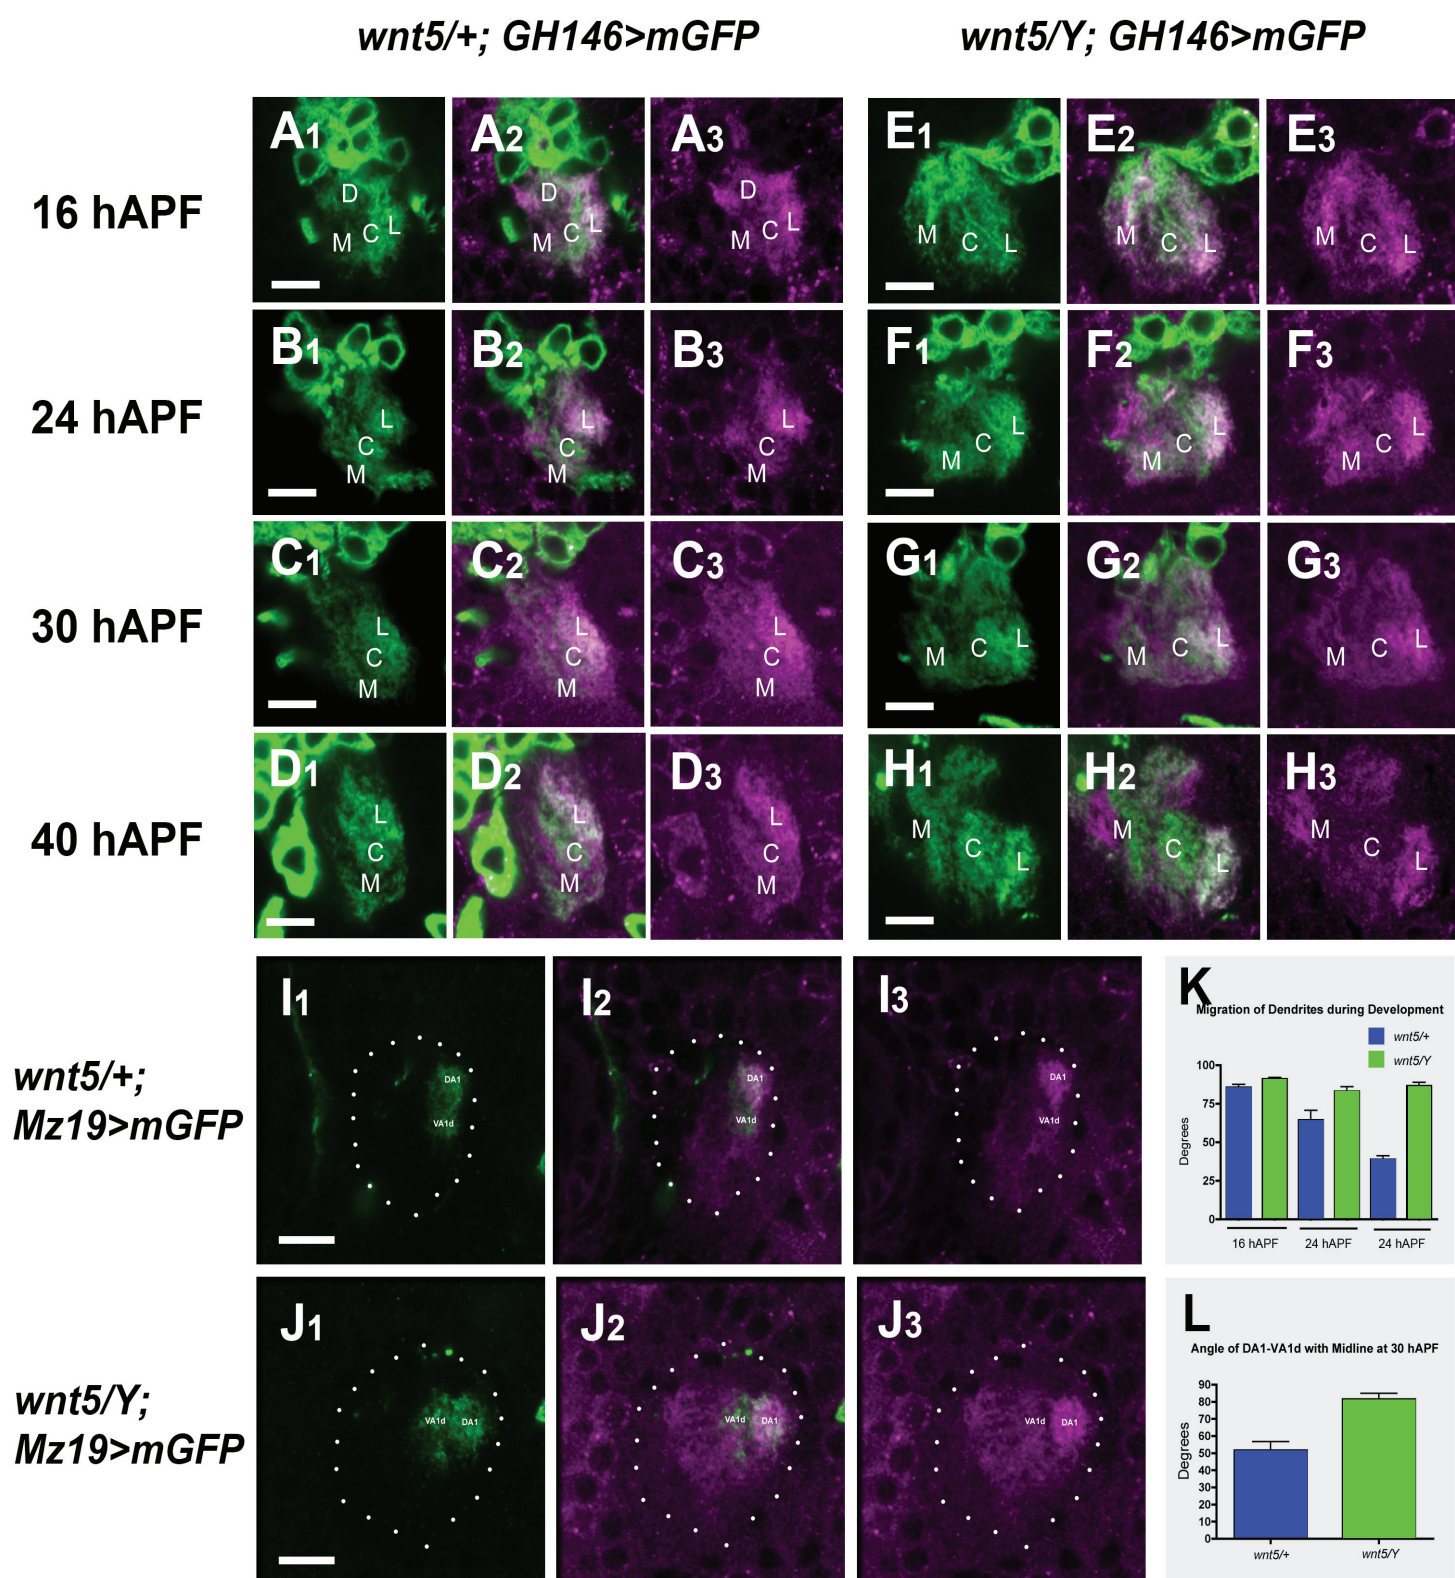 wnt5/+; GH146>mGFP
wnt5/Y; GH146>mGFP
16 hAPF
A1
D
M
C
L
A2
D
M
C
L
A3
D
M
C
L
E1
M
C
L
E2
M
C
L
E3
M
C
L
24 hAPF
B1
L
C
M
B2
L
C
M
B3
L
C
M
F1
L
C
M
F2
L
C
M
F3
L
C
M
30 hAPF
C1
L
C
M
C2
L
C
M
C3
L
C
M
G1
M
C
L
G2
M
C
L
G3
M
C
L
40 hAPF
D1
L
C
M
D2
L
C
M
D3
L
C
M
H1
M
C
L
H2
M
C
L
H3
M
C
L
wnt5/+;
Mz19>mGFP
I1
DA1
VA1d
I2
DA1
VA1d
I3
DA1
VA1d
K
Migration of Dendrites during Development
wnt5/+
wnt5/Y
100
75
50
25
0
Degrees
16 hAPF
24 hAPF
24 hAPF
wnt5/Y;
Mz19>mGFP
J1
VA1d
DA1
J2
VA1d
DA1
J3
VA1d
DA1
L
Angle of DA1-VA1d with Midline at 30 hAPF
90
80
70
60
50
40
30
20
10
0
Degrees
wnt5/+
wnt5/Y